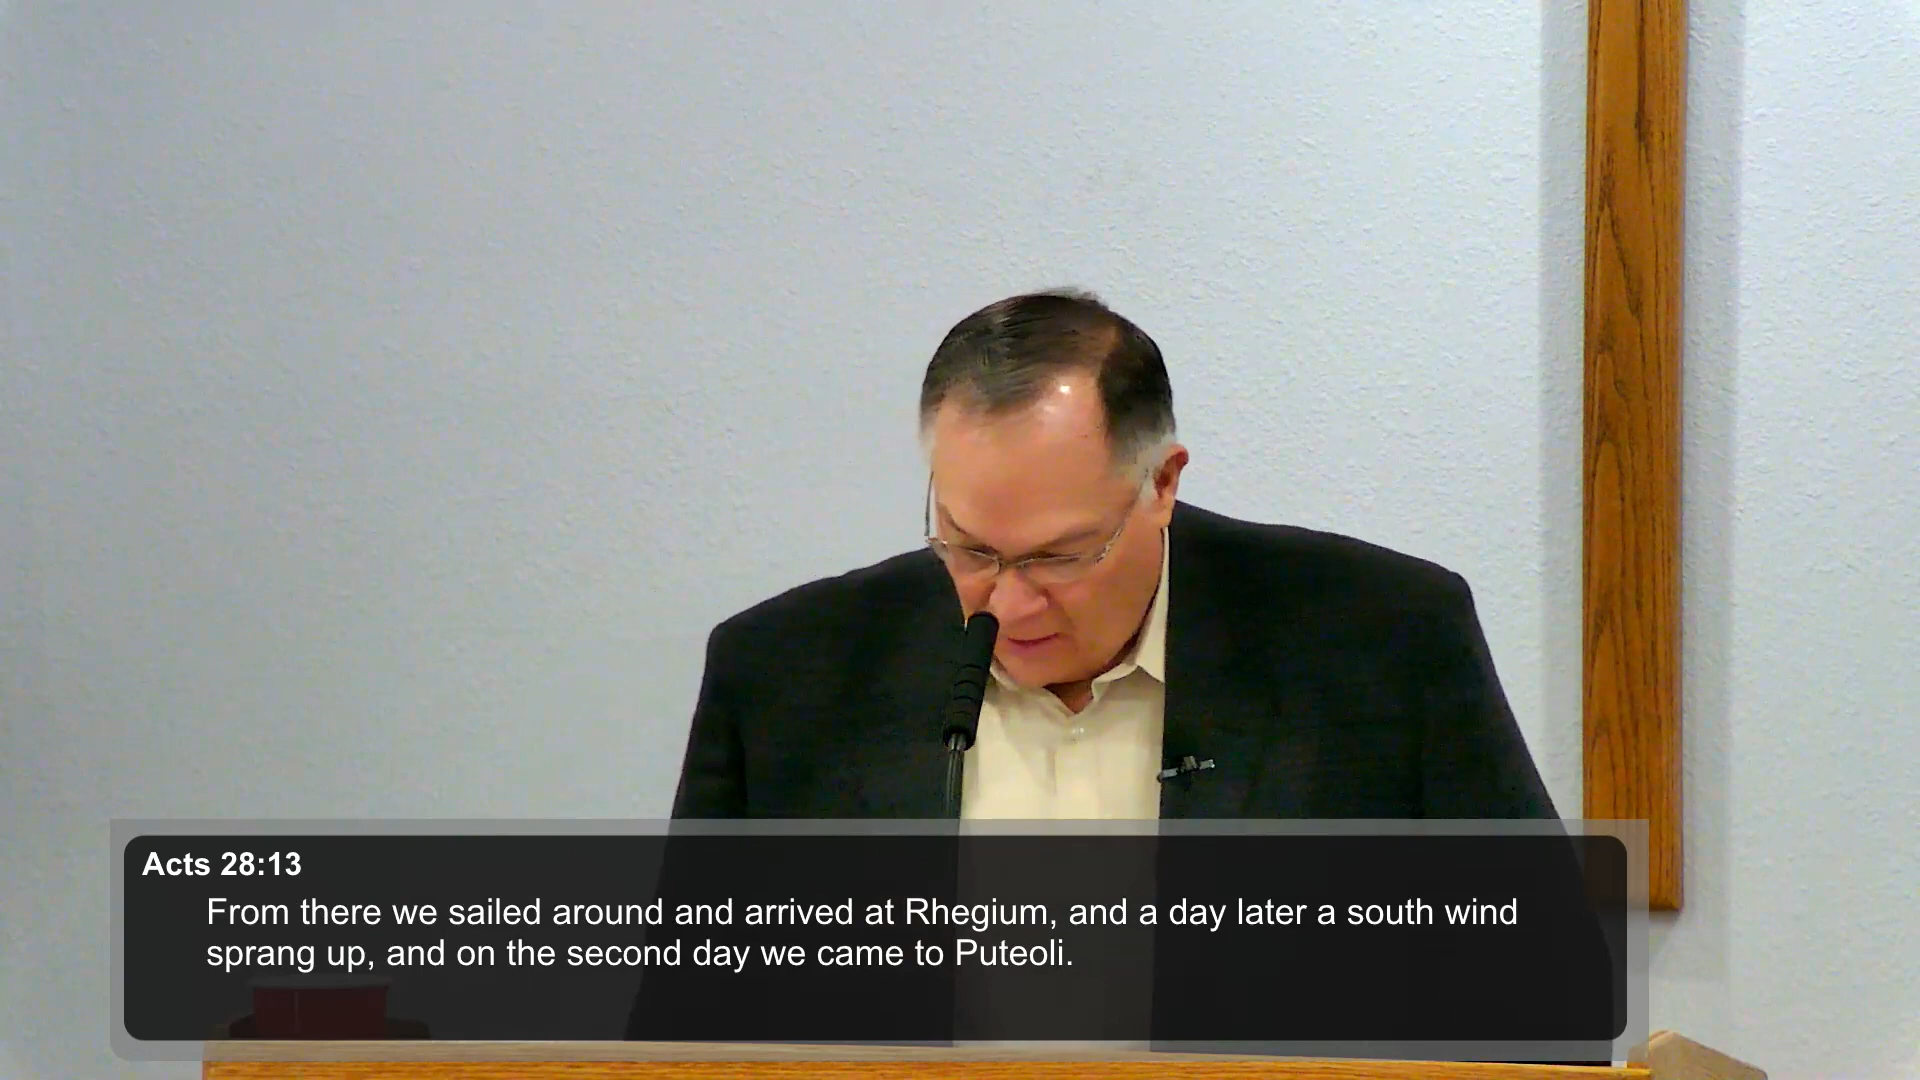 Acts 28:13
From there we sailed around and arrived at Rhegium, and a day later a south wind
sprang up, and on the second day we came to Puteoli.